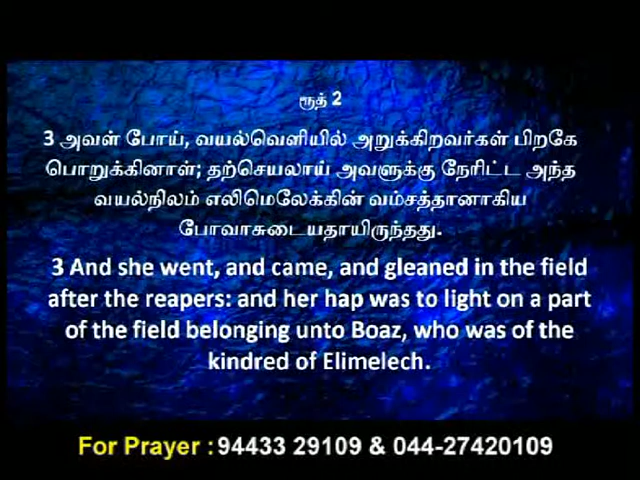 ரூத் 2
3 அவள் போய், வயல்வெளியில் அறுக்கிறவர்கள் பிறகே
பொறுக்கினாள்; தற்செயலாய் அவளுக்கு நேரிட்ட அந்த
வயல்நிலம் எலிமெலேக்கின் வம்சத்தானாகிய
போவாசுடையதாயிருந்தது.
3 And she went, and came, and gleaned in the field
after the reapers: and her hap was to light on a part
of the field belonging unto Boaz, who was of the
kindred of Elimelech.
For Prayer : 94433 29109 & 044-27420109